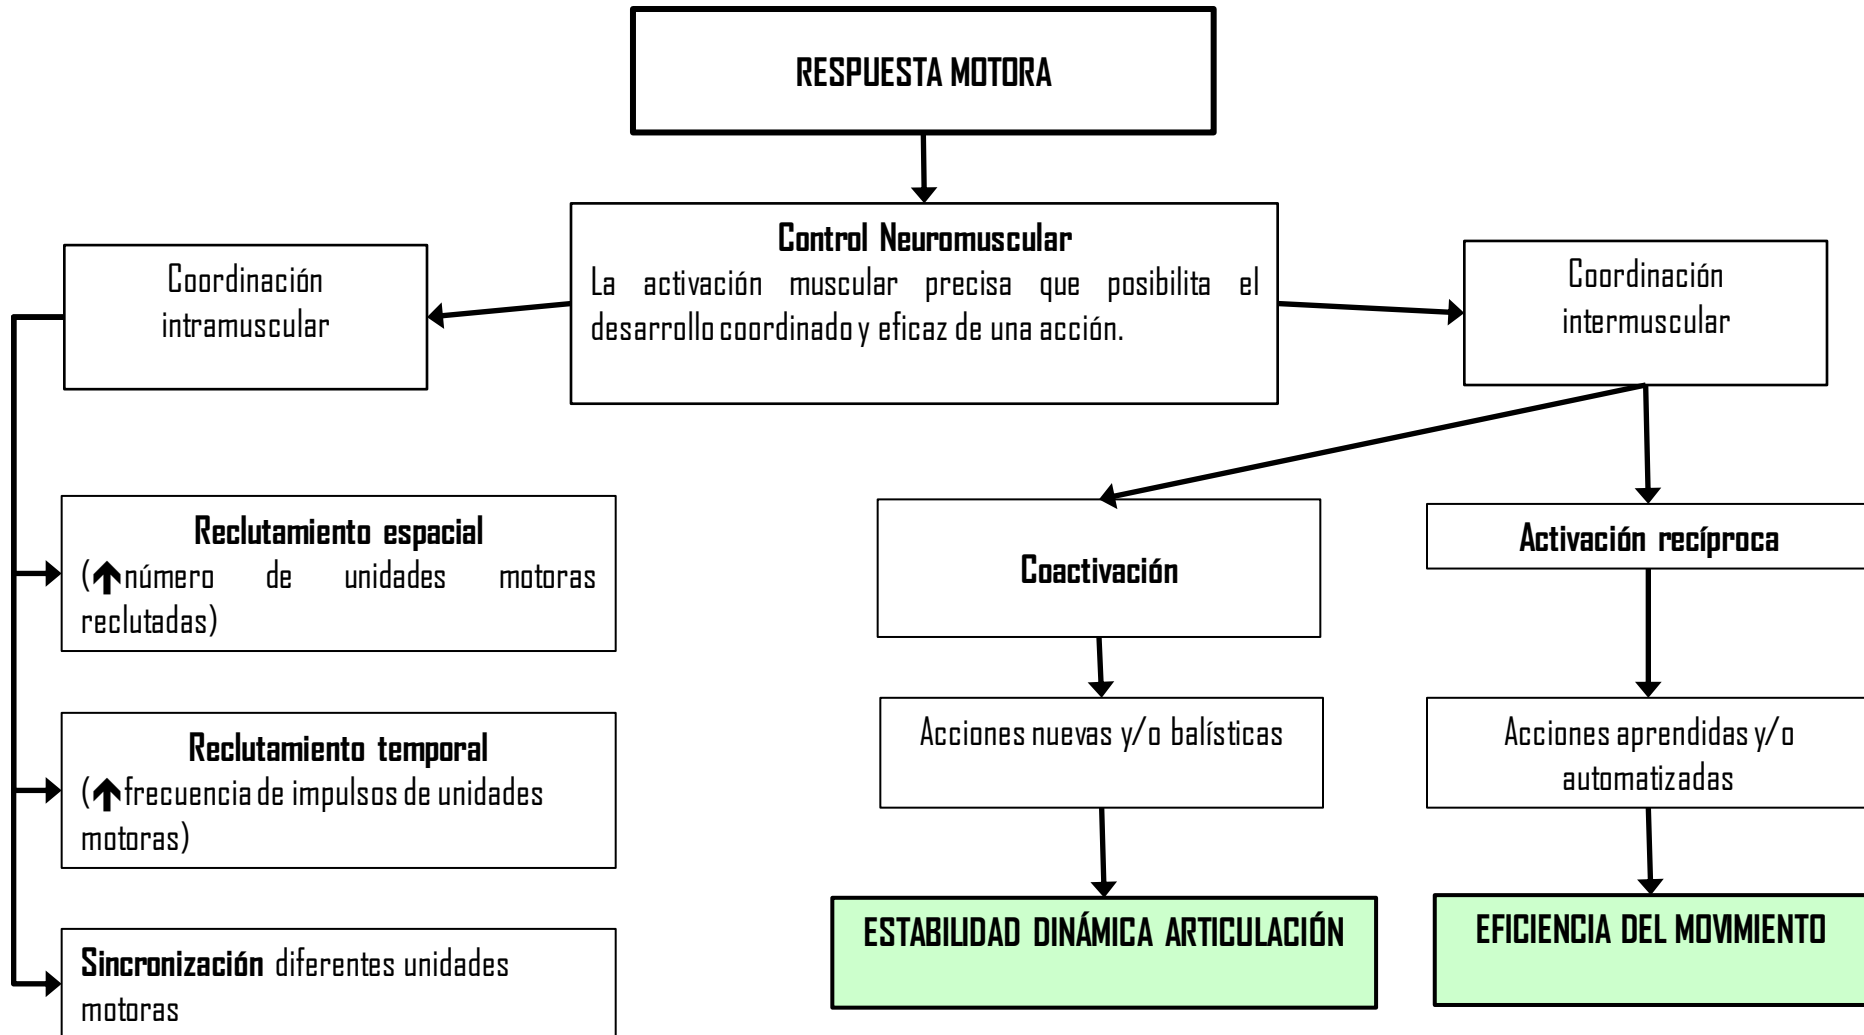 RESPUESTA MOTORA
Control Neuromuscular
La activación muscular precisa que posibilita el
desarrollo coordinado y eficaz de una acción.
Coordinación
intramuscular
Coordinación
intermuscular
Reclutamiento espacial
(↑número de unidades motoras
reclutadas)
Reclutamiento temporal
(↑frecuencia de impulsos de unidades
motoras)
Sincronización diferentes unidades
motoras
Coactivación
Acciones nuevas y/o balísticas
ESTABILIDAD DINÁMICA ARTICULACIÓN
Activación recíproca
Acciones aprendidas y/o
automatizadas
EFICIENCIA DEL MOVIMIENTO